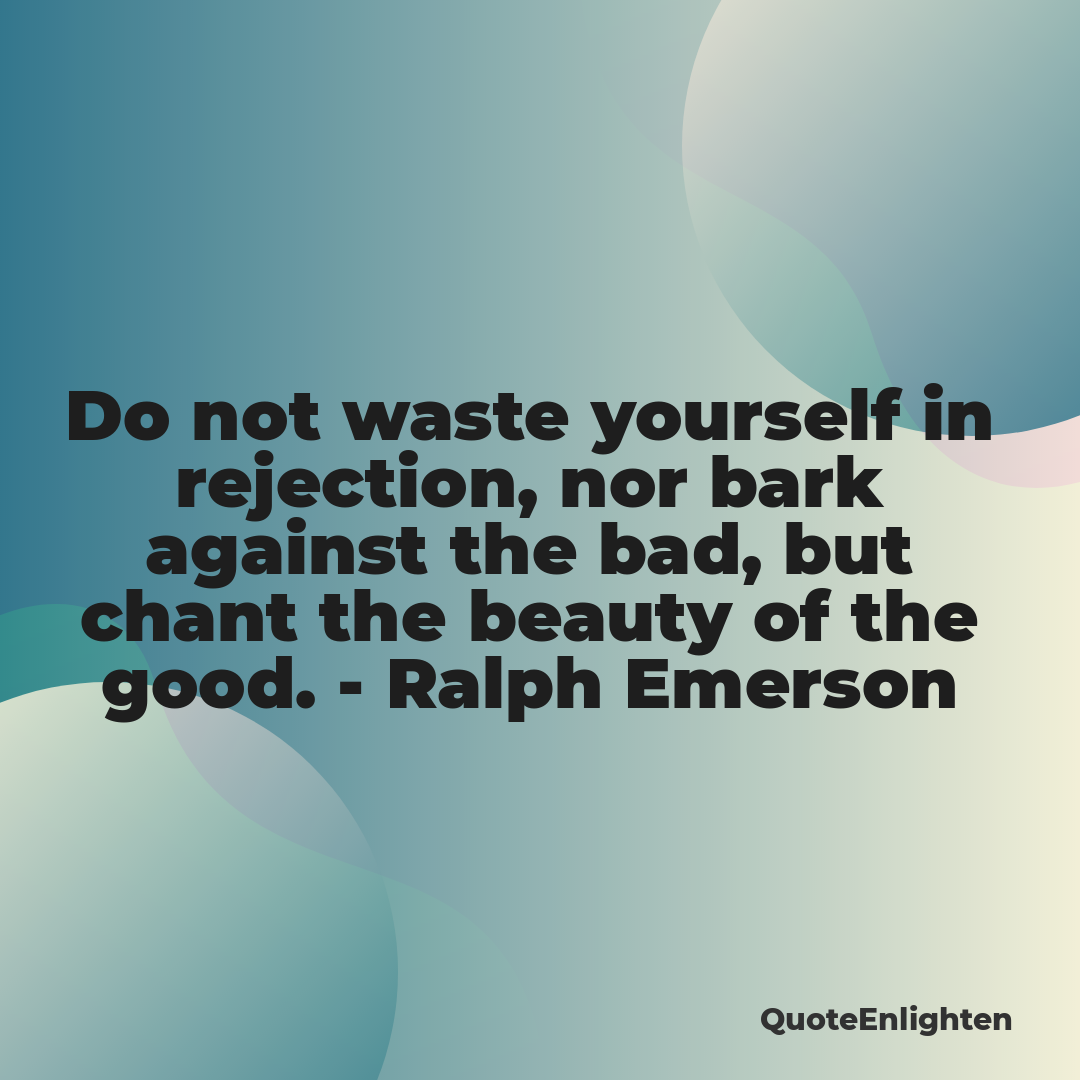 Do not waste yourself in
rejection, nor bark
against the bad, but
chant the beauty of the
good. - Ralph Emerson
QuoteEnlighten